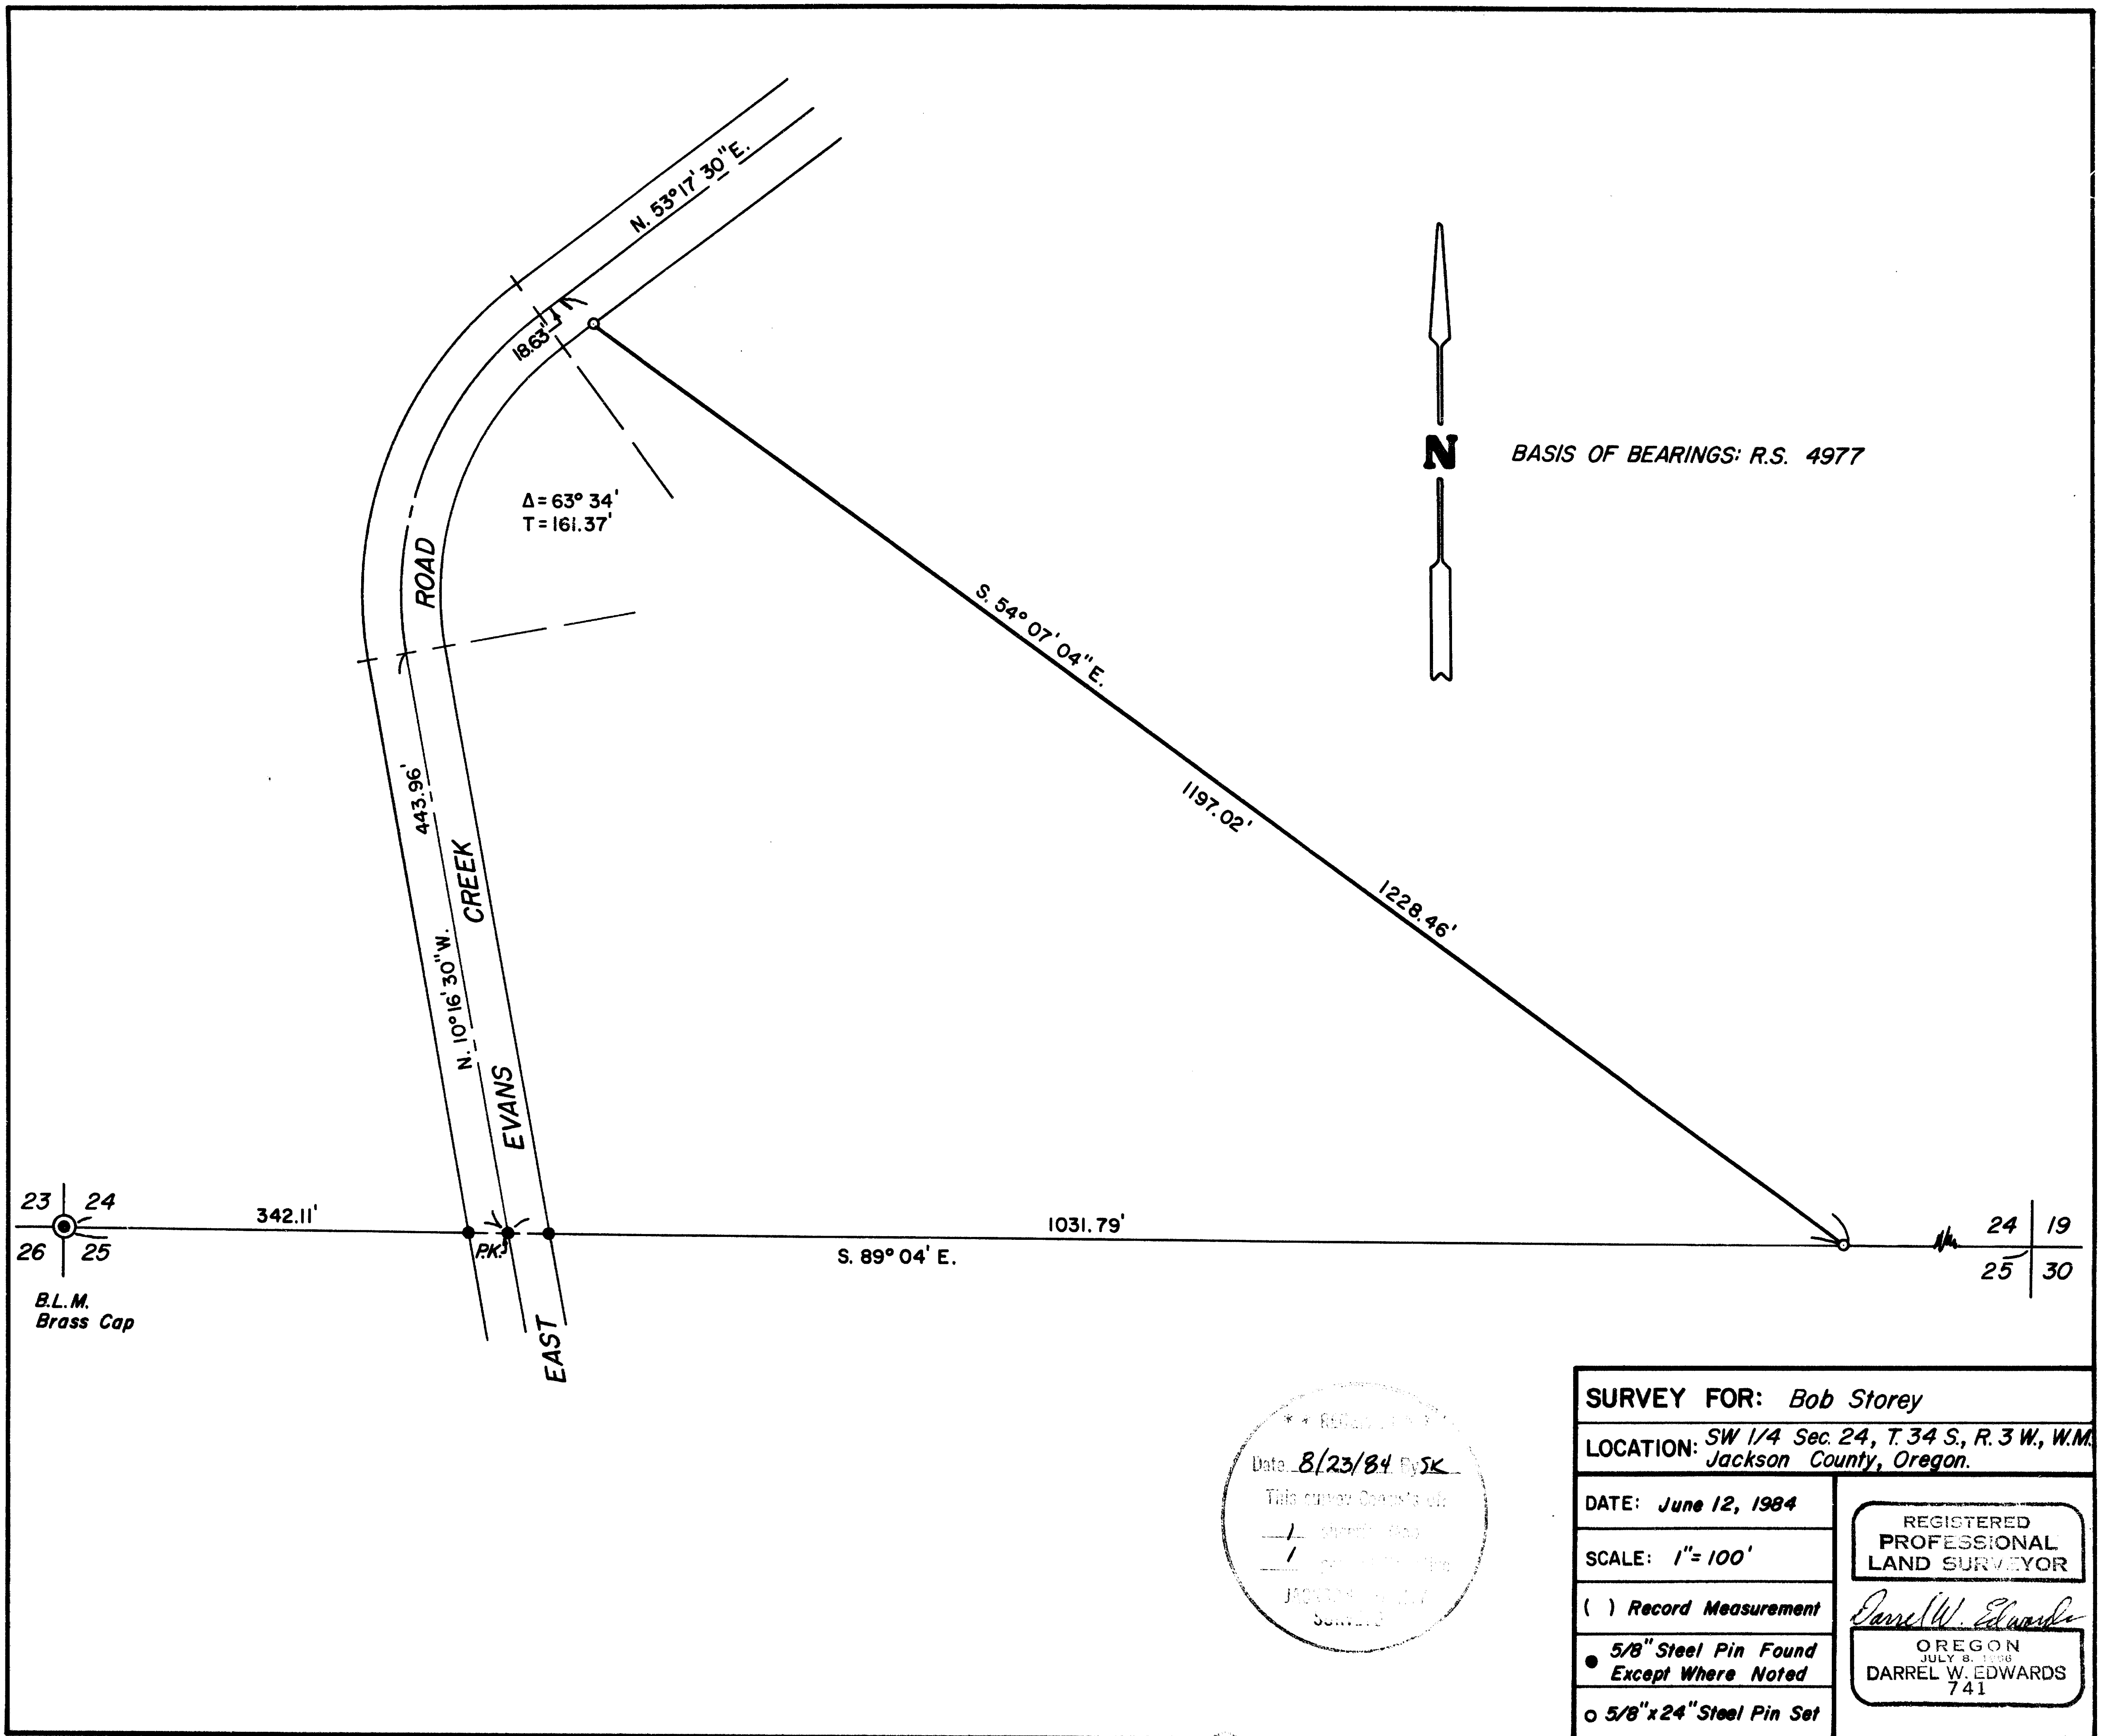 N. 53° 17' 30" E.
18.63'
Δ = 63° 34'
T = 161.37'
N
BASIS OF BEARINGS: R.S. 4977
S. 54° 07' 04" E.
1197.02'
1228.46'
443.96'
N. 10° 16' 30" W.
EAST EVANS CREEK ROAD
23 24
26 25
B.L.M.
Brass Cap
342.11'
P.K.
1031.79'
S. 89° 04' E.
24 19
25 30
Date 8/23/84 By SK
This survey
1
1
SURVEY FOR: Bob Storey
LOCATION: SW 1/4 Sec. 24, T. 34 S., R. 3 W., W.M.
Jackson County, Oregon.
DATE: June 12, 1984
SCALE: 1" = 100'
( ) Record Measurement
● 5/8" Steel Pin Found
Except Where Noted
○ 5/8" x 24" Steel Pin Set
REGISTERED
PROFESSIONAL
LAND SURVEYOR
Darrel W. Edwards
OREGON
JULY 8,
DARREL W. EDWARDS
741